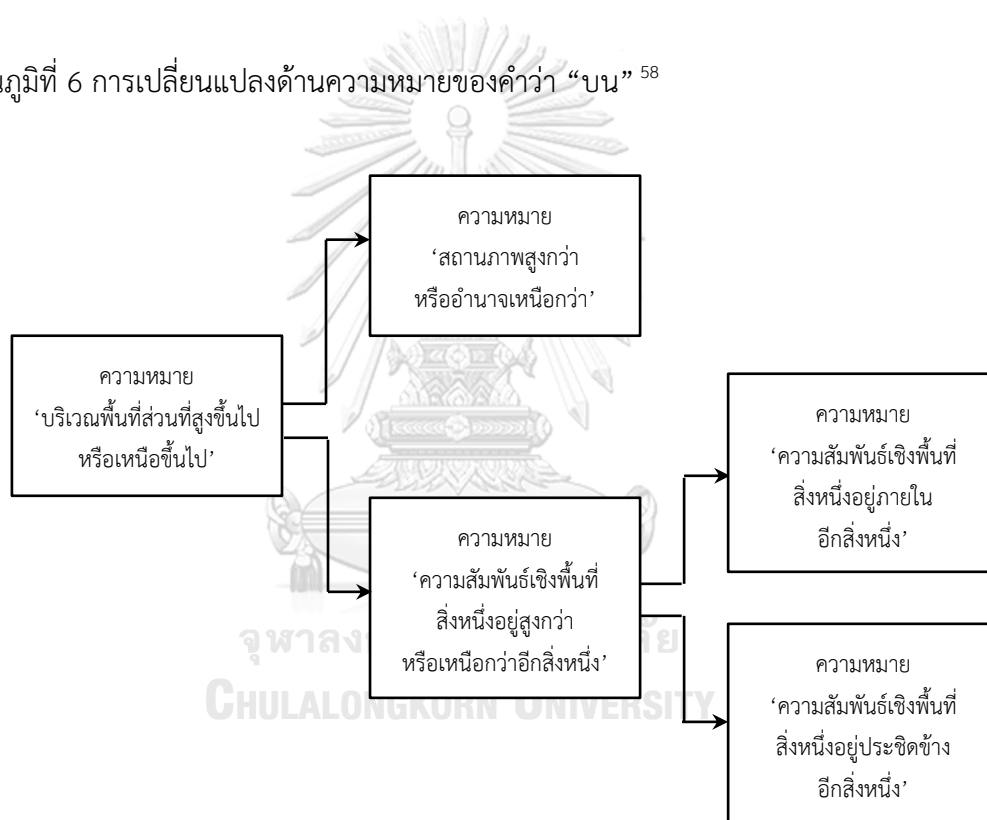 นภูมิที่ 6 การเปลี่ยนแปลงด้านความหมายของคำว่า “บน” 58
ความหมาย
‘สถานภาพสูงกว่า
หรืออำนาจเหนือกว่า’
ความหมาย
‘บริเวณพื้นที่ส่วนที่สูงขึ้นไป
หรือเหนือขึ้นไป’
ความหมาย
‘ความสัมพันธ์เชิงพื้นที่
สิ่งหนึ่งอยู่สูงกว่า
หรือเหนือกว่าอีกสิ่งหนึ่ง’
ความหมาย
‘ความสัมพันธ์เชิงพื้นที่
สิ่งหนึ่งอยู่ภายใน
อีกสิ่งหนึ่ง’
ความหมาย
‘ความสัมพันธ์เชิงพื้นที่
สิ่งหนึ่งอยู่ประชิดข้าง
อีกสิ่งหนึ่ง’
CHULALONGKORN UNIVERSITY